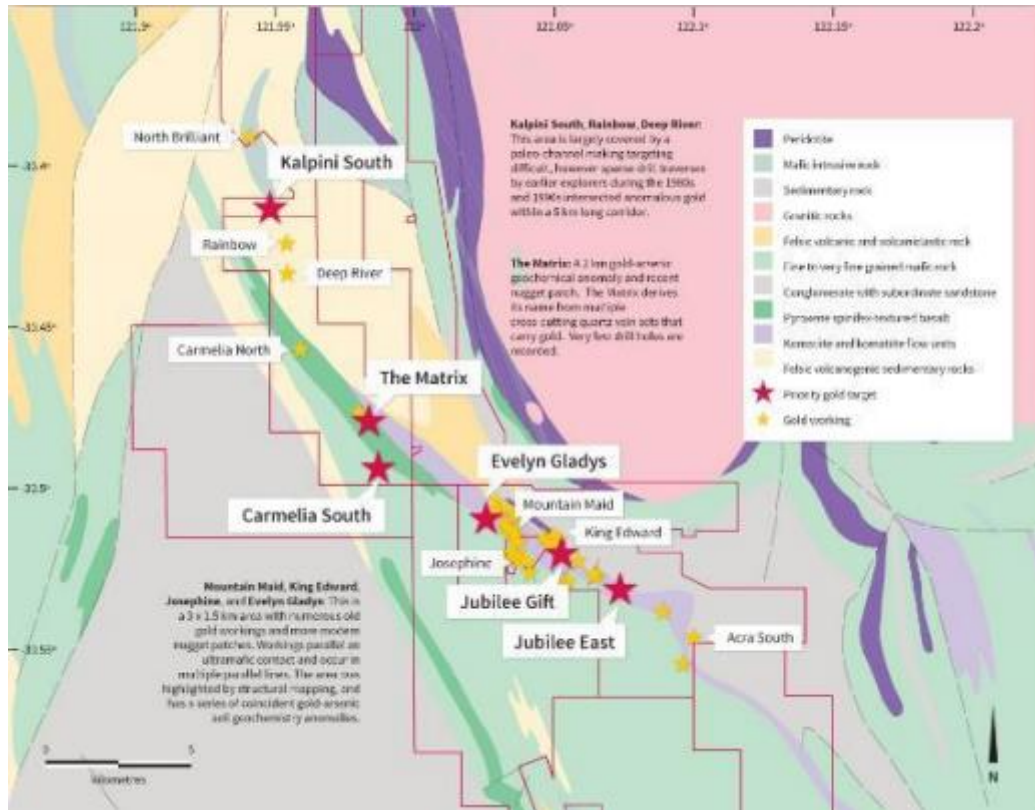 121.9°
121.95°
122°
122.05°
122.1°
122.15°
122.2°
North Brilliant
Kalpini South
Rainbow
Deep River
Carmelia North
The Matrix
Carmelia South
Evelyn Gladys
Mountain Maid
King Edward
Josephine
Jubilee Gift
Jubilee East
Acra South
Kalpini South, Rainbow, Deep River:
This area is largely covered by a
paleo-channel making targeting
difficult, however sparse drill traverses
by earlier explorers during the 1980s
and 1990s intersected anomalous gold
within a 5 km long corridor.
The Matrix: A 2 km gold-arsenic
geochemical anomaly and recent
nugget patch. The Matrix derives
its name from multiple
cross cutting quartz vein sets that
carry gold. Very few drill holes are
recorded.
Mountain Maid, King Edward,
Josephine, and Evelyn Gladys: This is
a 3 x 1.5 km area with numerous old
gold workings and more modern
nugget patches. Workings parallel an
ultramafic contact and occur in
multiple parallel lines. The area was
highlighted by structural mapping, and
has a series of coincident gold-arsenic
soil geochemistry anomalies.
Peridotite
Mafic intrusive rock
Sedimentary rock
Granitic rocks
Felsic volcanic and volcaniclastic rock
Fine to very fine grained mafic rock
Conglomerate with subordinate sandstone
Pyroxene spinifex-textured basalt
Komatiite and komatiite flow units
Felsic volcanogenic sedimentary rocks
Priority gold target
Gold working
0
5
kilometres
N